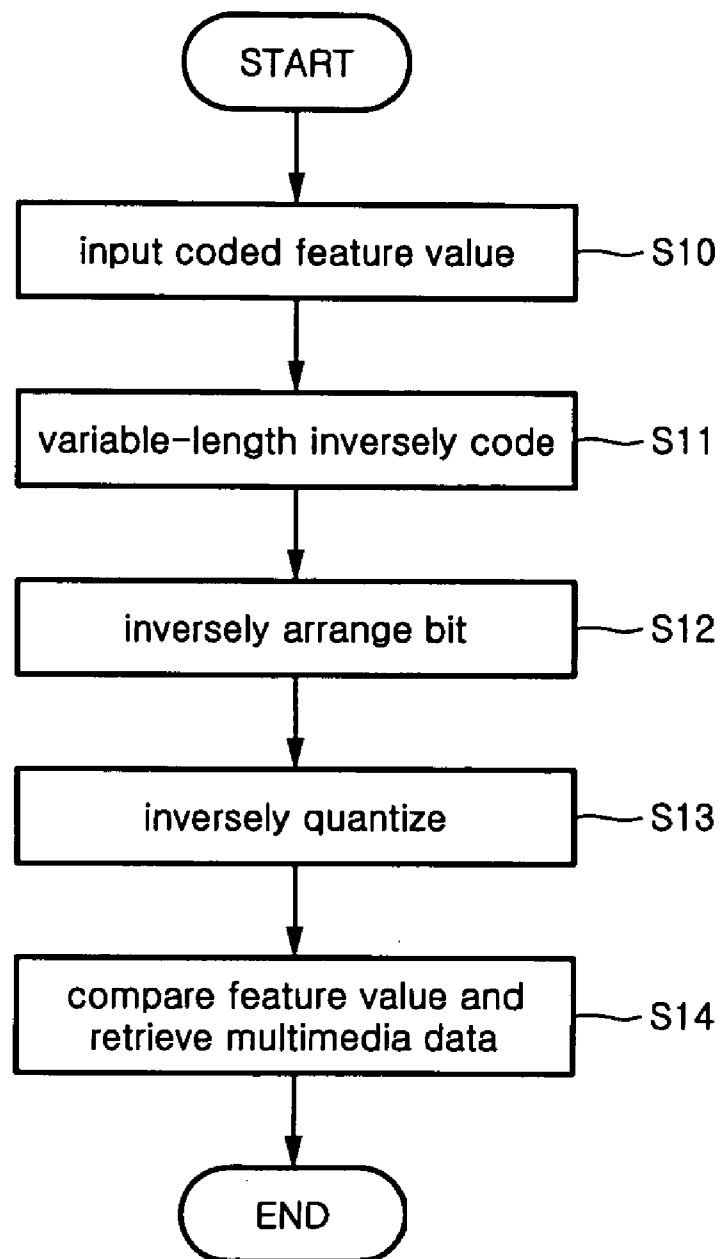 START
input coded feature value
S10
variable-length inversely code
S11
inversely arrange bit
S12
inversely quantize
S13
compare feature value and
retrieve multimedia data
S14
END